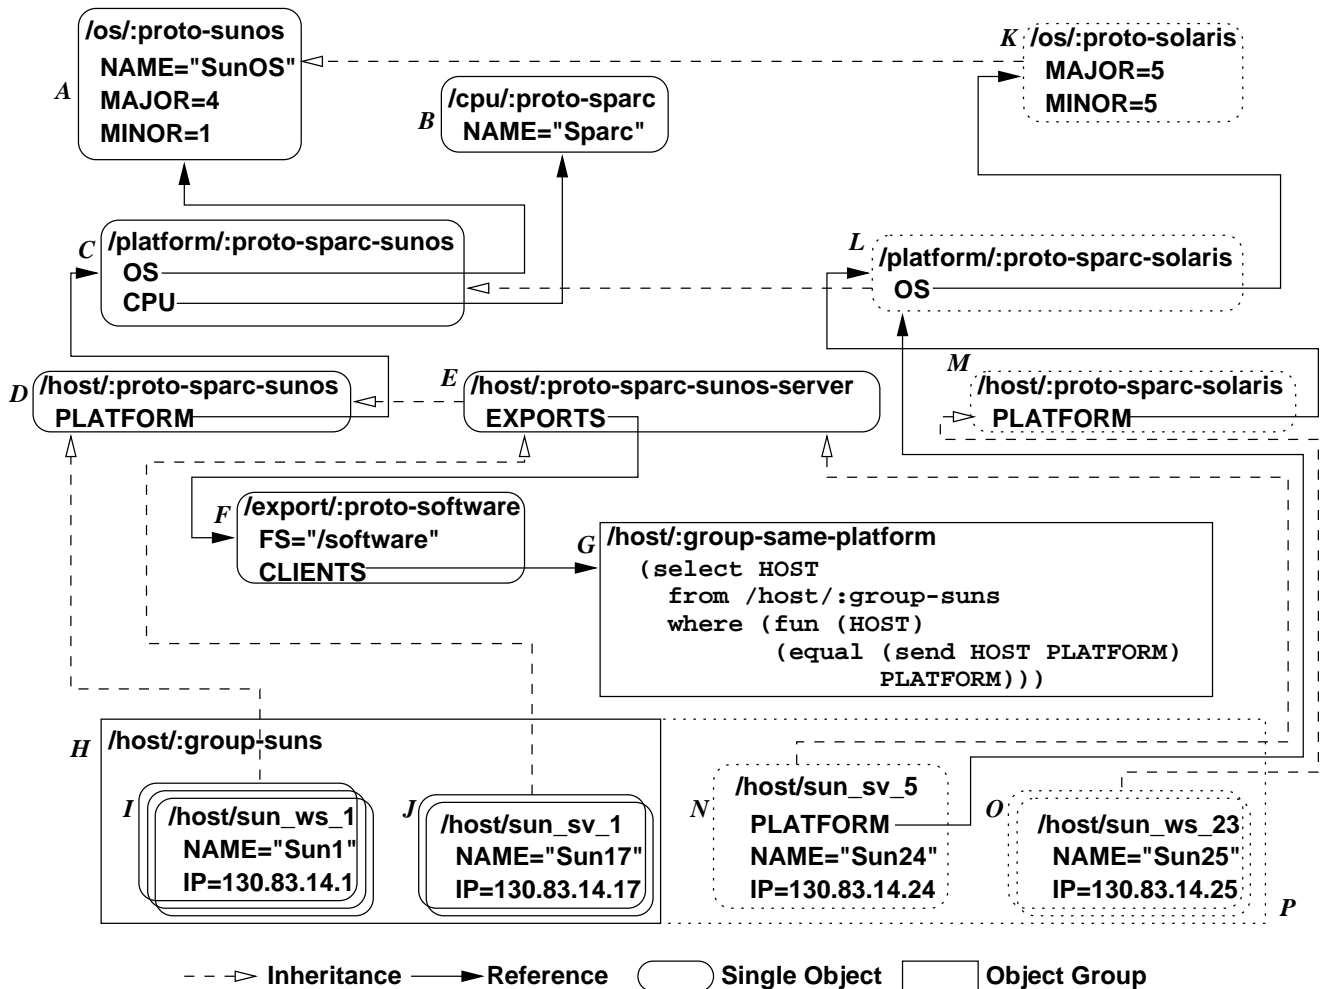 A
/os/:proto-sunos
NAME="SunOS"
MAJOR=4
MINOR=1
B
/cpu/:proto-sparc
NAME="Sparc"
K
/os/:proto-solaris
MAJOR=5
MINOR=5
C
/platform/:proto-sparc-sunos
OS
CPU
L
/platform/:proto-sparc-solaris
OS
D
/host/:proto-sparc-sunos
PLATFORM
E
/host/:proto-sparc-sunos-server
EXPORTS
M
/host/:proto-sparc-solaris
PLATFORM
F
/export/:proto-software
FS="/software"
CLIENTS
G
/host/:group-same-platform
(select HOST
from /host/:group-suns
where (fun (HOST)
(equal (send HOST PLATFORM)
PLATFORM)))
H
/host/:group-suns
I
/host/sun_ws_1
NAME="Sun1"
IP=130.83.14.1
J
/host/sun_sv_1
NAME="Sun17"
IP=130.83.14.17
N
/host/sun_sv_5
PLATFORM
NAME="Sun24"
IP=130.83.14.24
O
/host/sun_ws_23
NAME="Sun25"
IP=130.83.14.25
P
Inheritance
Reference
Single Object
Object Group